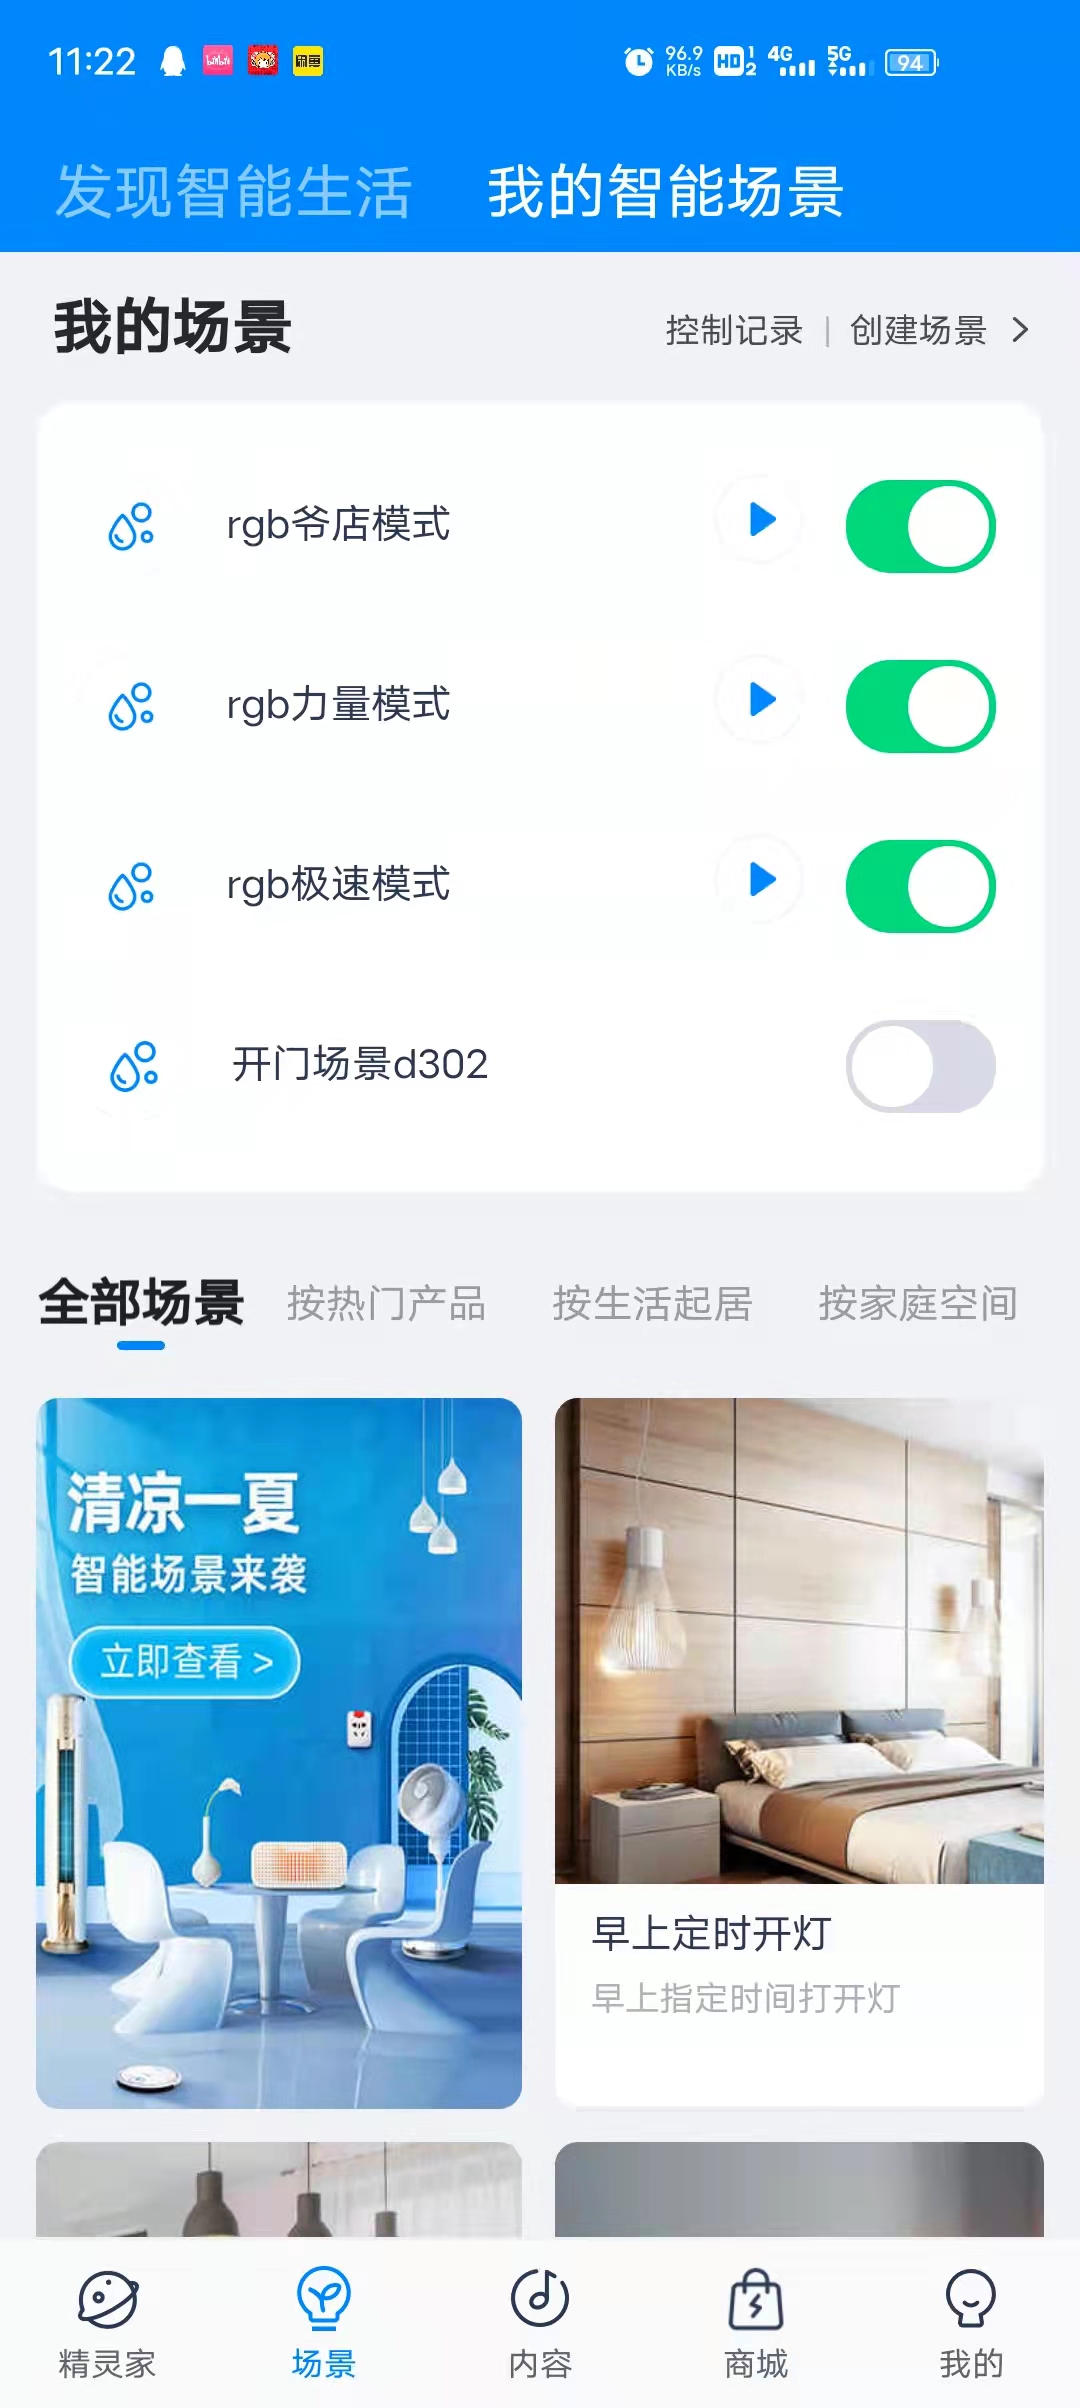 11:22
96.9 KB/s HD 1 2 4G 5G 94
发现智能生活 我的智能场景
我的场景
控制记录 | 创建场景 >
rgb爷店模式
rgb力量模式
rgb极速模式
开门场景d302
全部场景 按热门产品 按生活起居 按家庭空间
清凉一夏
智能场景来袭
立即查看 >
早上定时开灯
早上指定时间打开灯
精灵家 场景 内容 商城 我的